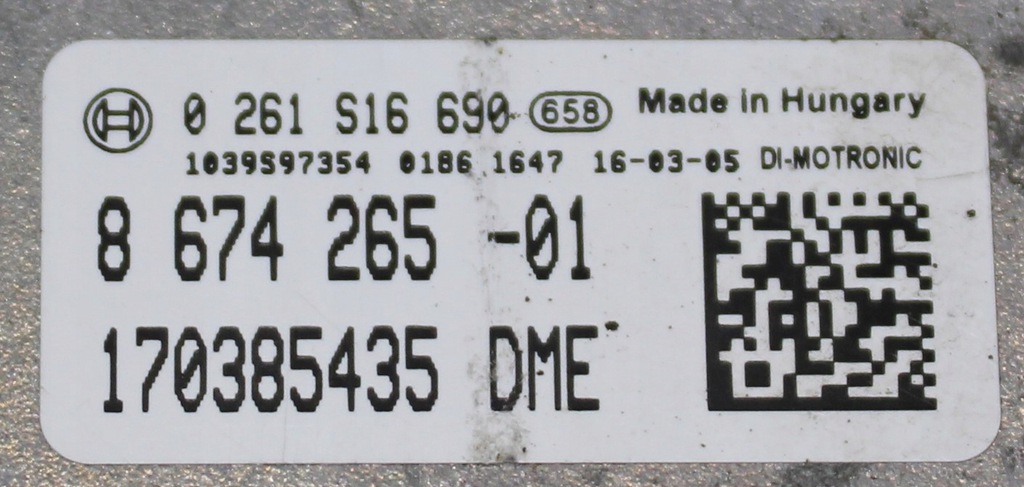 0 261 S16 690 658 Made in Hungary
1039S97354 0186 1647 16-03-05 DI-MOTRONIC
8 674 265 -01
170385435 DME